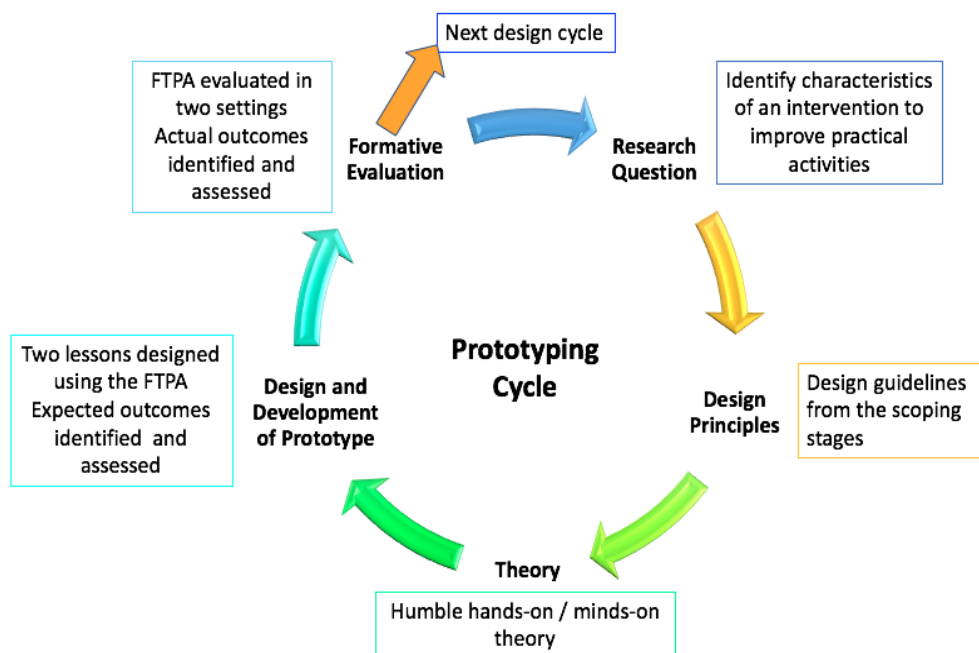 Next design cycle
FTPA evaluated in
two settings
Actual outcomes
identified and
assessed
Formative
Evaluation
Research
Question
Identify characteristics
of an intervention to
improve practical
activities
Prototyping
Cycle
Two lessons designed
using the FTPA
Expected outcomes
identified and
assessed
Design and
Development
of Prototype
Design
Principles
Design guidelines
from the scoping
stages
Theory
Humble hands-on / minds-on
theory